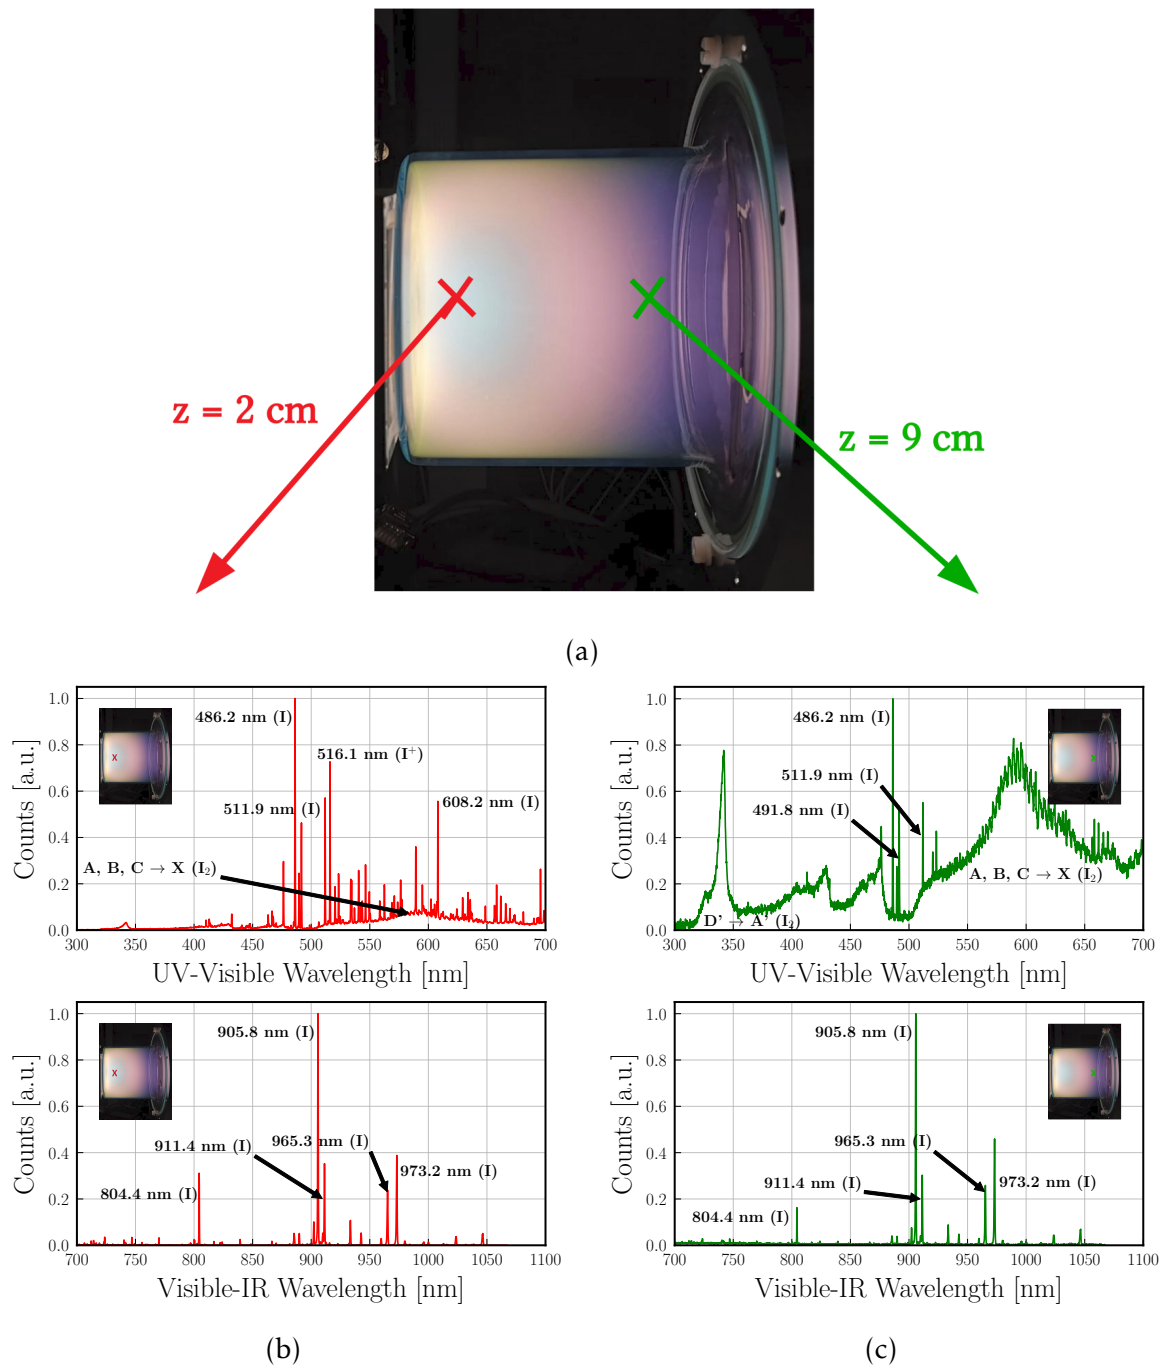 z = 2 cm
z = 9 cm
(a)
1.0
0.8
0.6
0.4
0.2
0.0
Counts [a.u.]
486.2 nm (I)
516.1 nm (I⁺)
511.9 nm (I)
608.2 nm (I)
A, B, C → X (I₂)
300 350 400 450 500 550 600 650 700
UV-Visible Wavelength [nm]
1.0
0.8
0.6
0.4
0.2
0.0
Counts [a.u.]
486.2 nm (I)
511.9 nm (I)
491.8 nm (I)
A, B, C → X (I₂)
D' → A' (I₂)
300 350 400 450 500 550 600 650 700
UV-Visible Wavelength [nm]
1.0
0.8
0.6
0.4
0.2
0.0
Counts [a.u.]
905.8 nm (I)
911.4 nm (I)
965.3 nm (I)
973.2 nm (I)
804.4 nm (I)
700 750 800 850 900 950 1000 1050 1100
Visible-IR Wavelength [nm]
1.0
0.8
0.6
0.4
0.2
0.0
Counts [a.u.]
905.8 nm (I)
965.3 nm (I)
911.4 nm (I)
973.2 nm (I)
804.4 nm (I)
700 750 800 850 900 950 1000 1050 1100
Visible-IR Wavelength [nm]
(b)
(c)